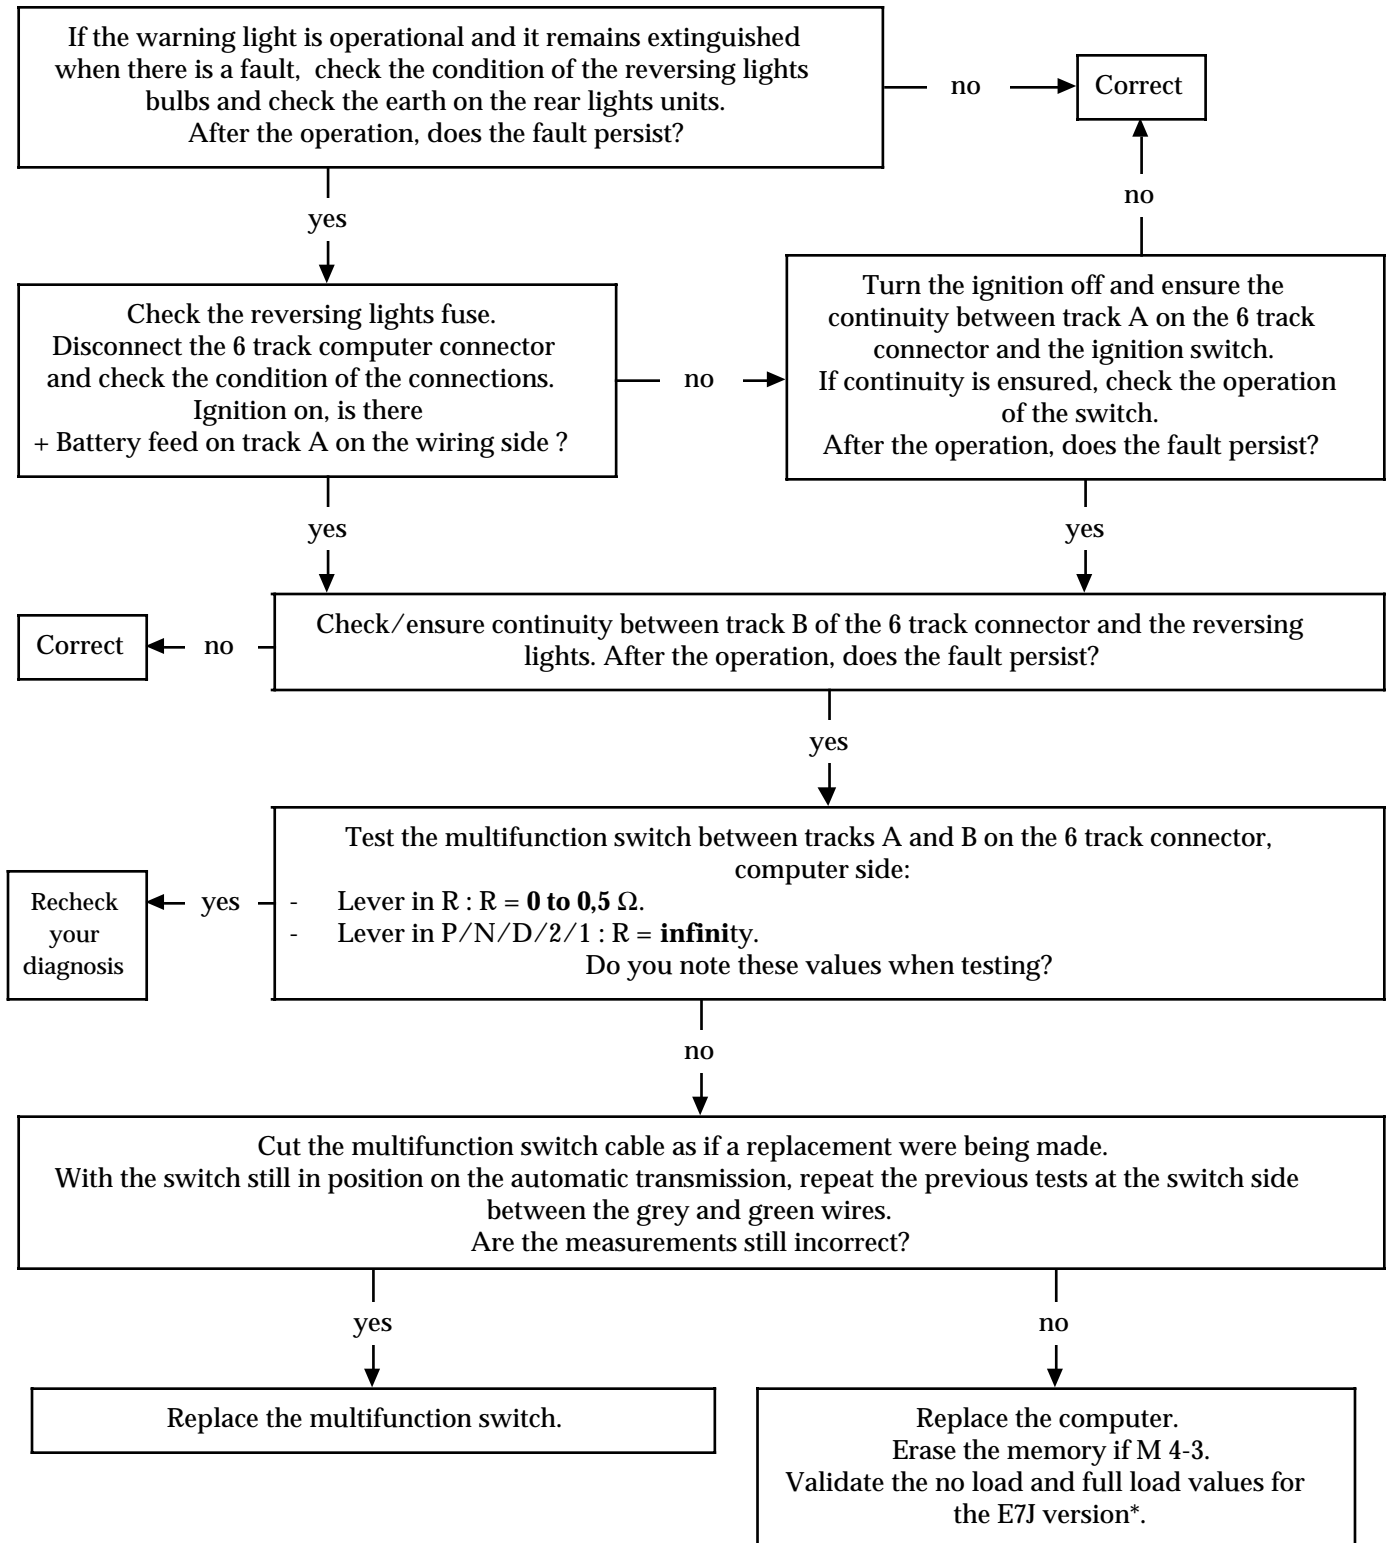 If the warning light is operational and it remains extinguished
when there is a fault, check the condition of the reversing lights
bulbs and check the earth on the rear lights units.
After the operation, does the fault persist?
no
Correct
yes
no
Check the reversing lights fuse.
Disconnect the 6 track computer connector
and check the condition of the connections.
Ignition on, is there
+ Battery feed on track A on the wiring side ?
no
Turn the ignition off and ensure the
continuity between track A on the 6 track
connector and the ignition switch.
If continuity is ensured, check the operation
of the switch.
After the operation, does the fault persist?
yes
yes
Correct
no
Check/ensure continuity between track B of the 6 track connector and the reversing
lights. After the operation, does the fault persist?
yes
Test the multifunction switch between tracks A and B on the 6 track connector,
computer side:
- Lever in R : R = 0 to 0,5 Ω.
- Lever in P/N/D/2/1 : R = infinity.
Do you note these values when testing?
yes
Recheck
your
diagnosis
no
Cut the multifunction switch cable as if a replacement were being made.
With the switch still in position on the automatic transmission, repeat the previous tests at the switch side
between the grey and green wires.
Are the measurements still incorrect?
yes
no
Replace the multifunction switch.
Replace the computer.
Erase the memory if M 4-3.
Validate the no load and full load values for
the E7J version*.